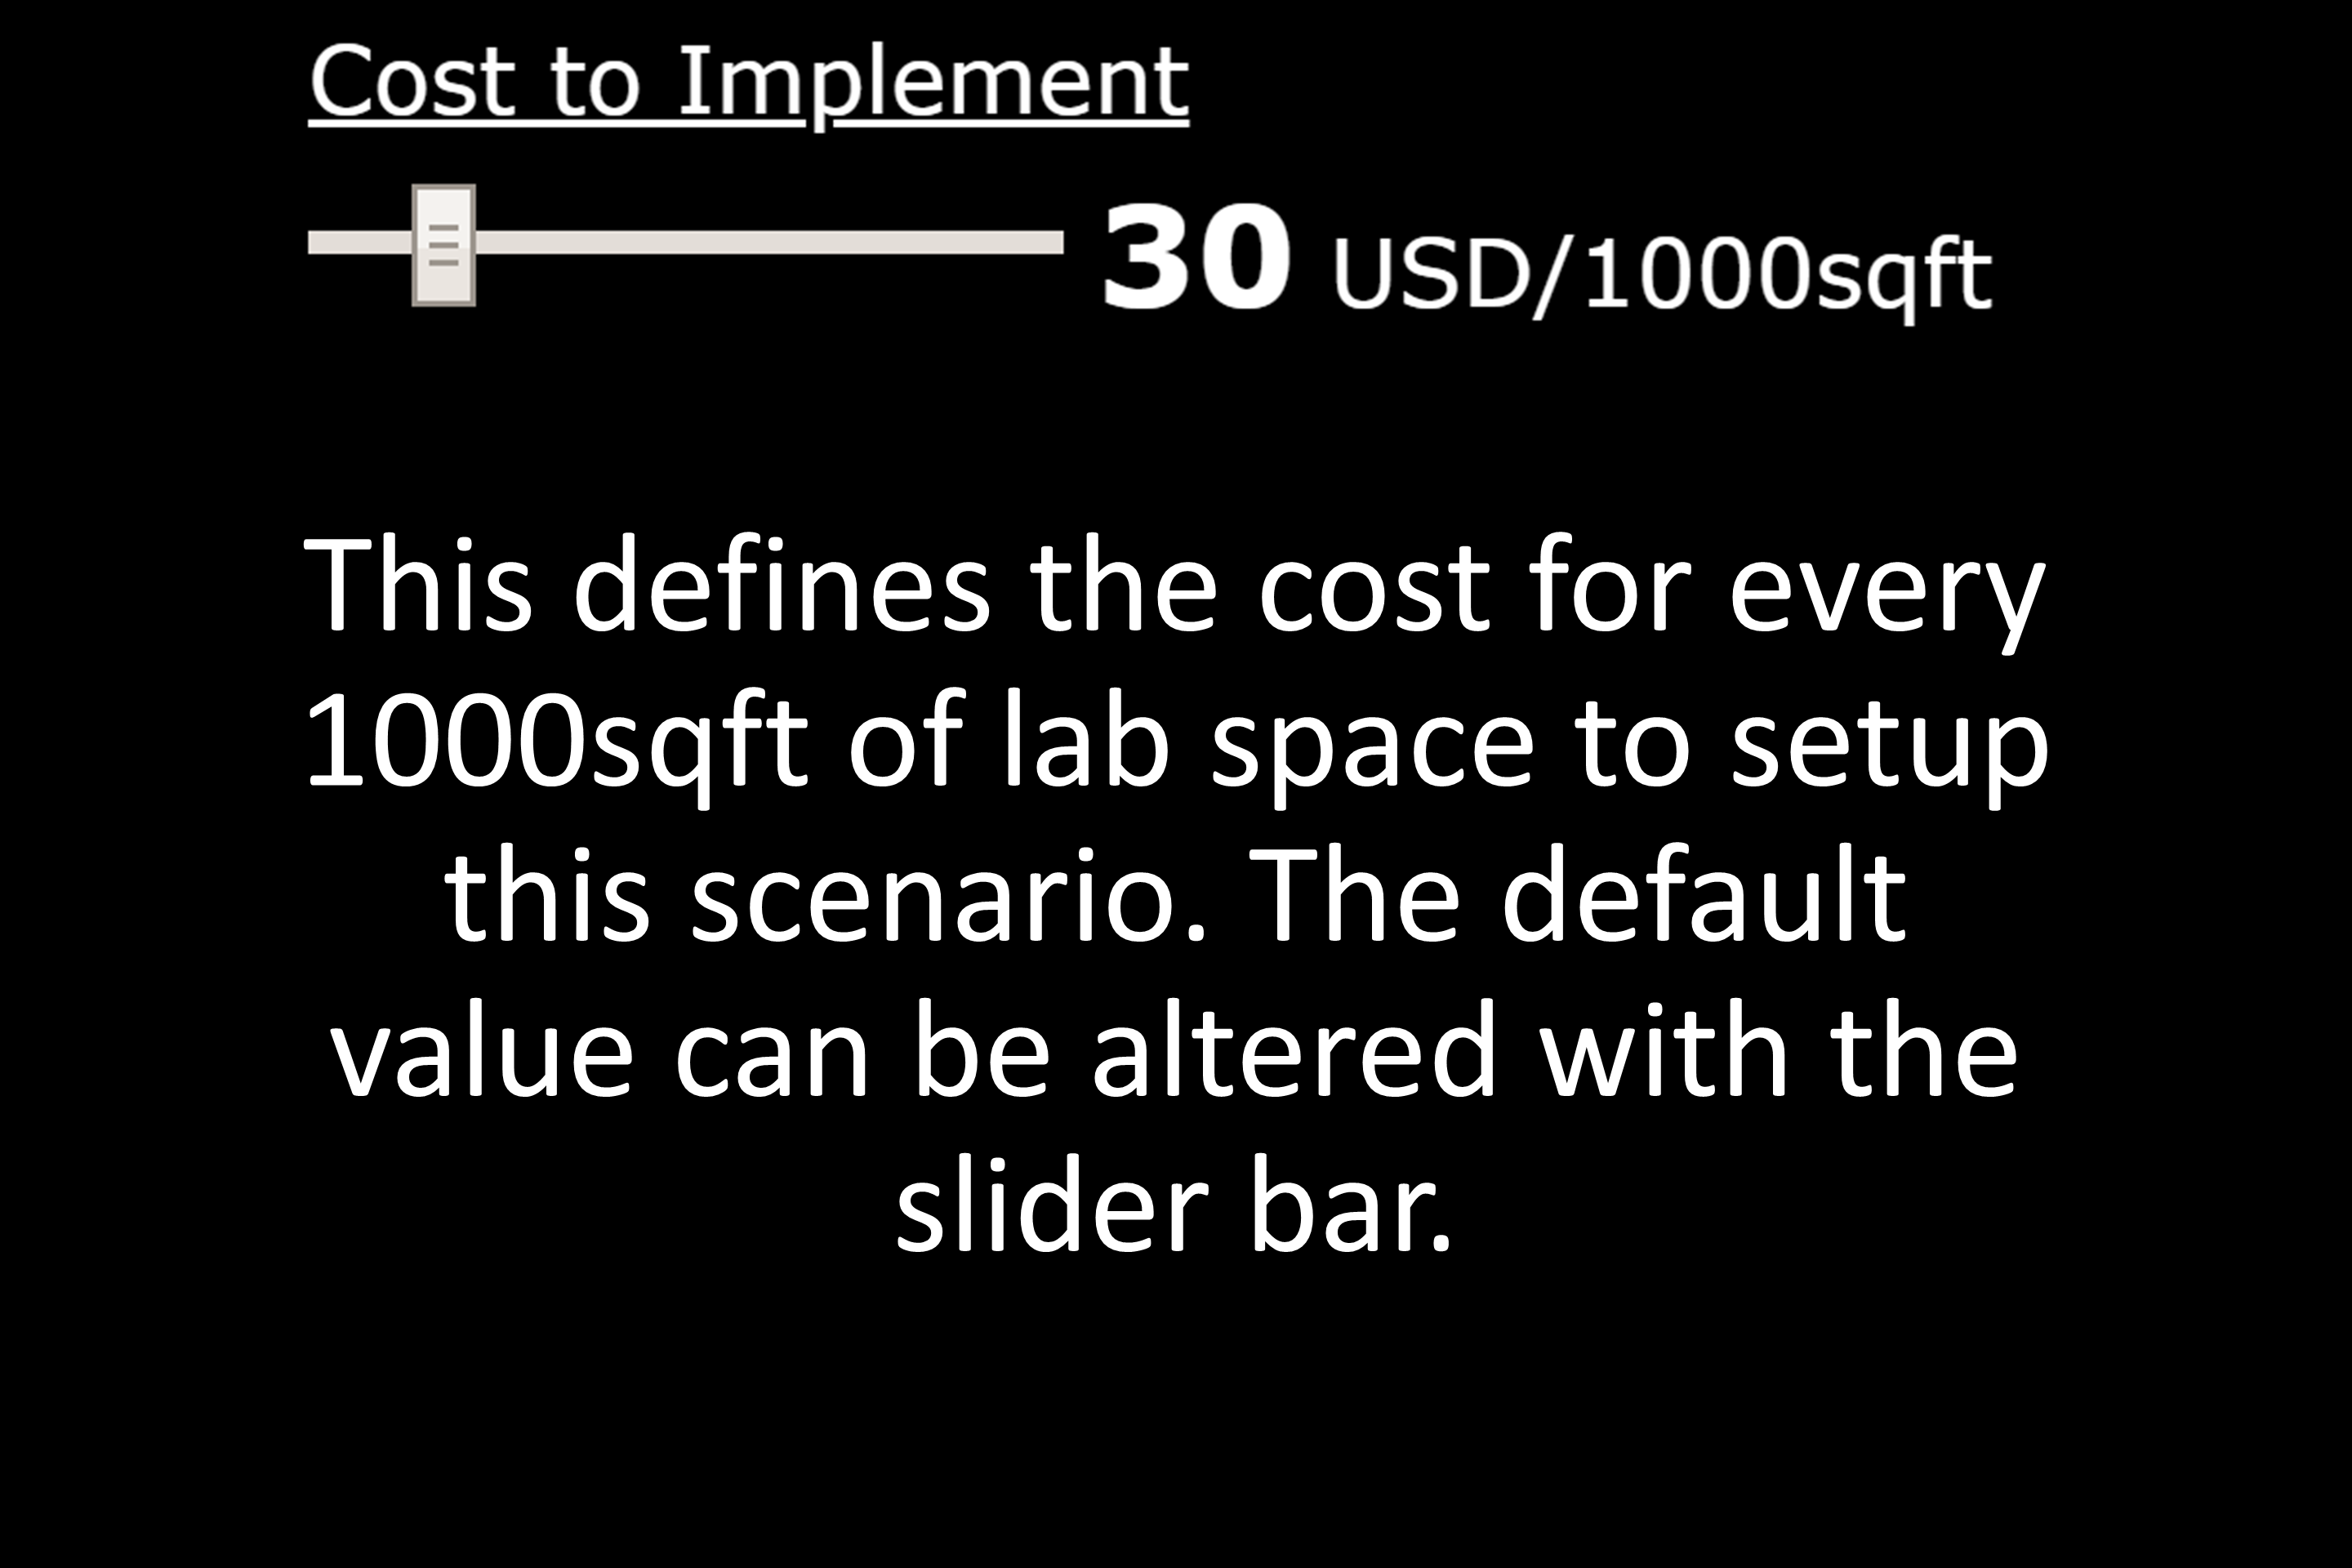 Cost to Implement
30 USD/1000sqft
This defines the cost for every
1000sqft of lab space to setup
this scenario. The default
value can be altered with the
slider bar.